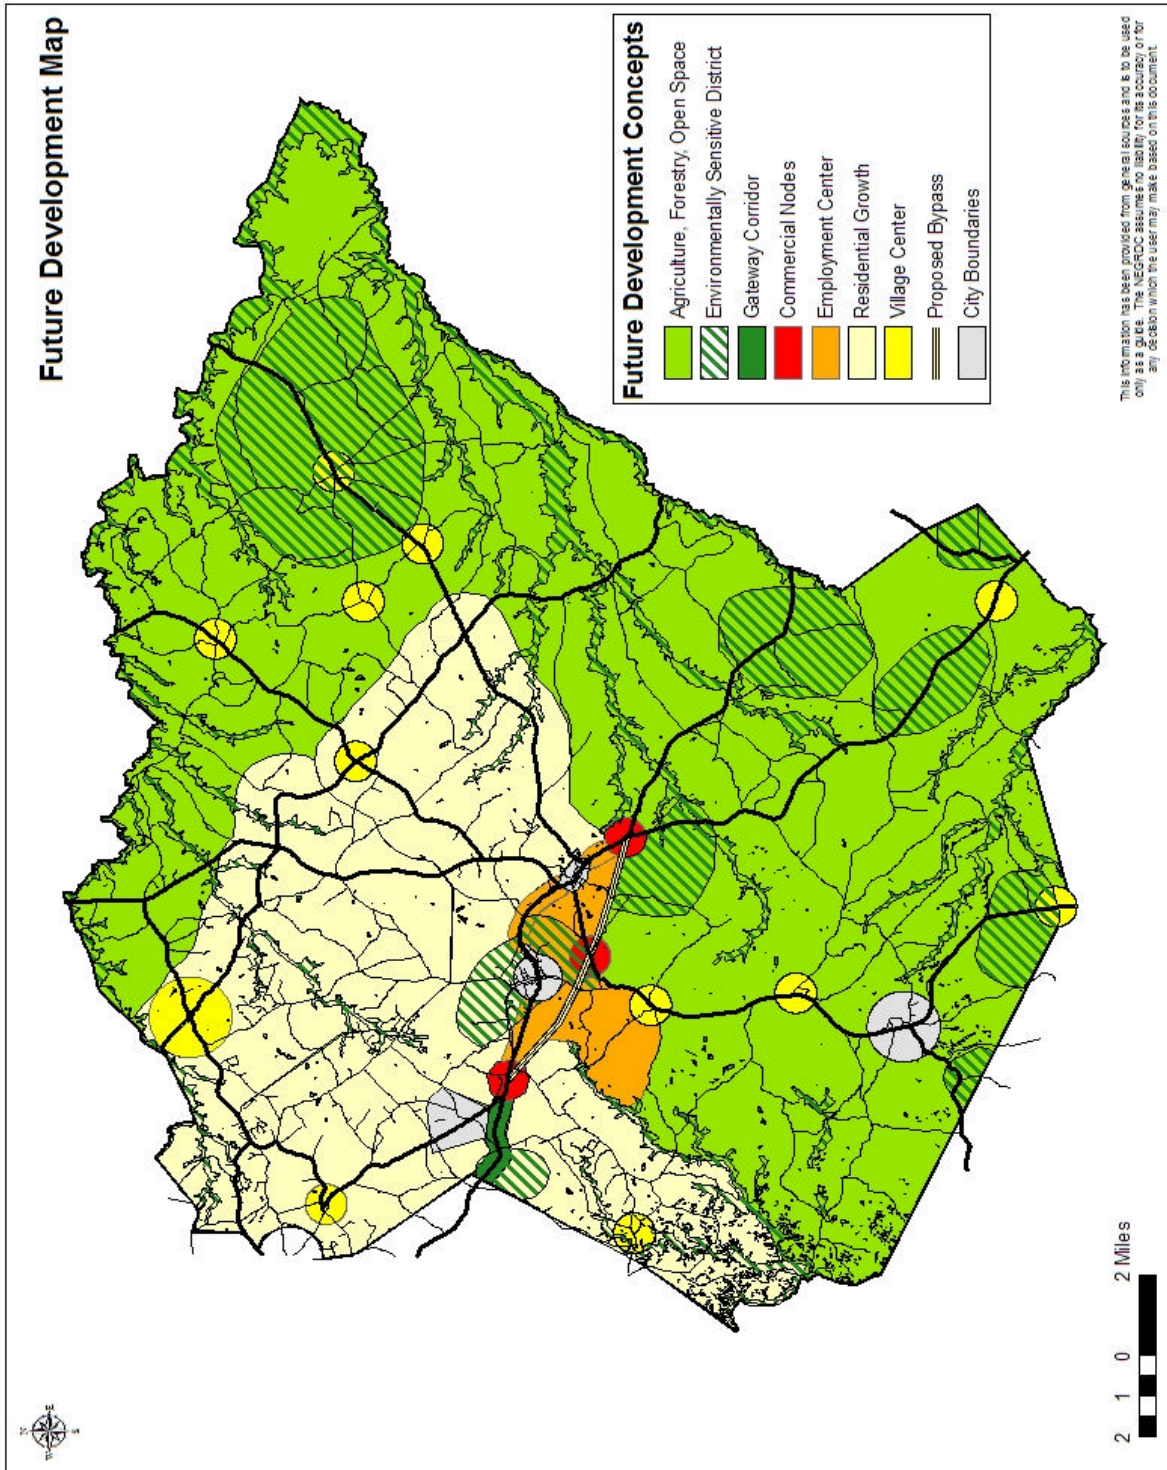 Future Development Map
Future Development Concepts
Agriculture, Forestry, Open Space
Environmentally Sensitive District
Gateway Corridor
Commercial Nodes
Employment Center
Residential Growth
Village Center
Proposed Bypass
City Boundaries
This information has been provided from general sources and is to be used
only as a guide. The NEGRDC assumes no liability for its accuracy or for
any decision which the user may make based on this document.
N
W E
S
2 1 0 2 Miles